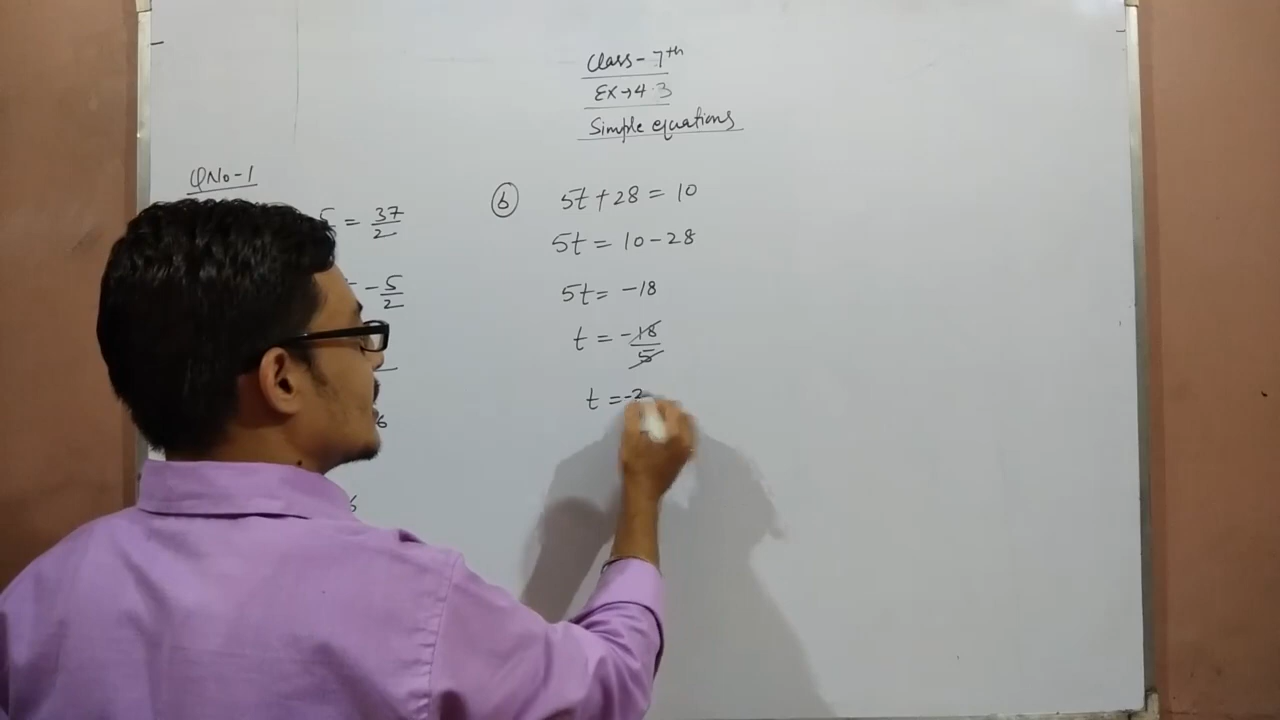 Class - 7th
Ex → 4.3
Simple equations
QNo-1
= 37/2
- 5/2
6
6
(b) 5t + 28 = 10
5t = 10 - 28
5t = -18
t = -18/5
t = -3